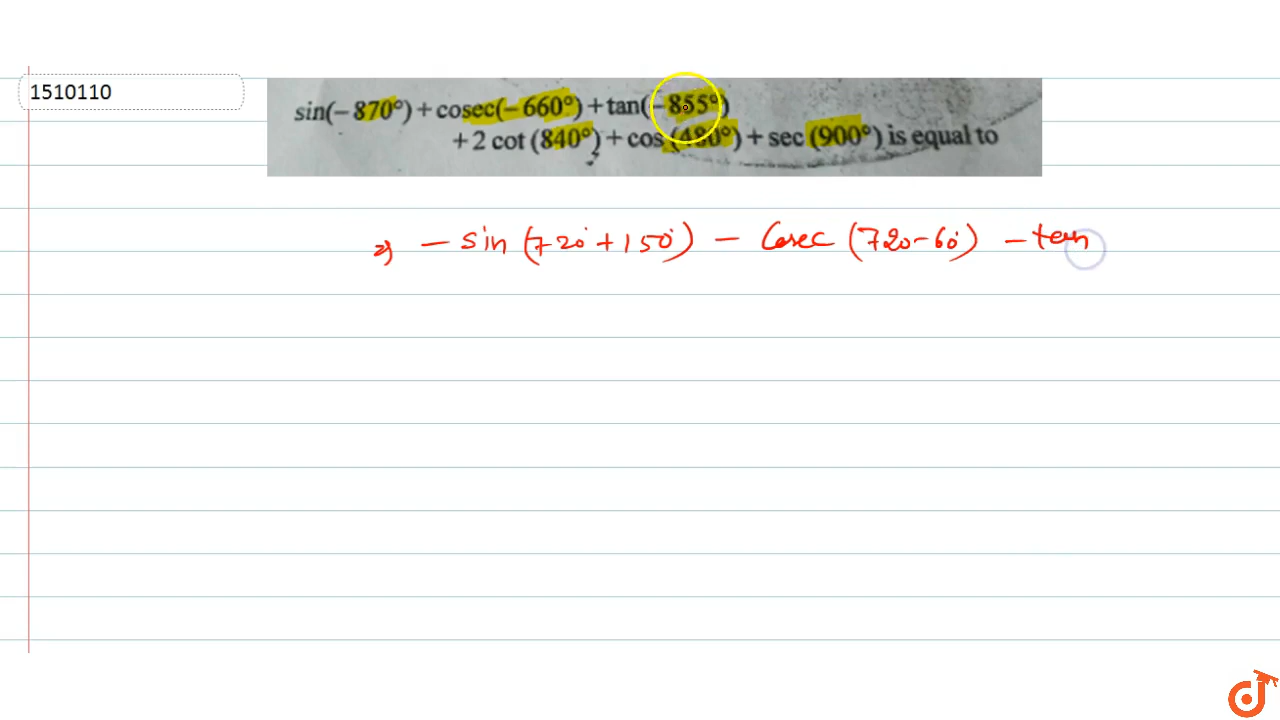 1510110
sin(–870°) + cosec(–660°) + tan(–855°)
+ 2 cot (840°) + cos (480°) + sec (900°) is equal to
⇒ – sin (720° + 150°) – Cosec (720 – 60°) – tan